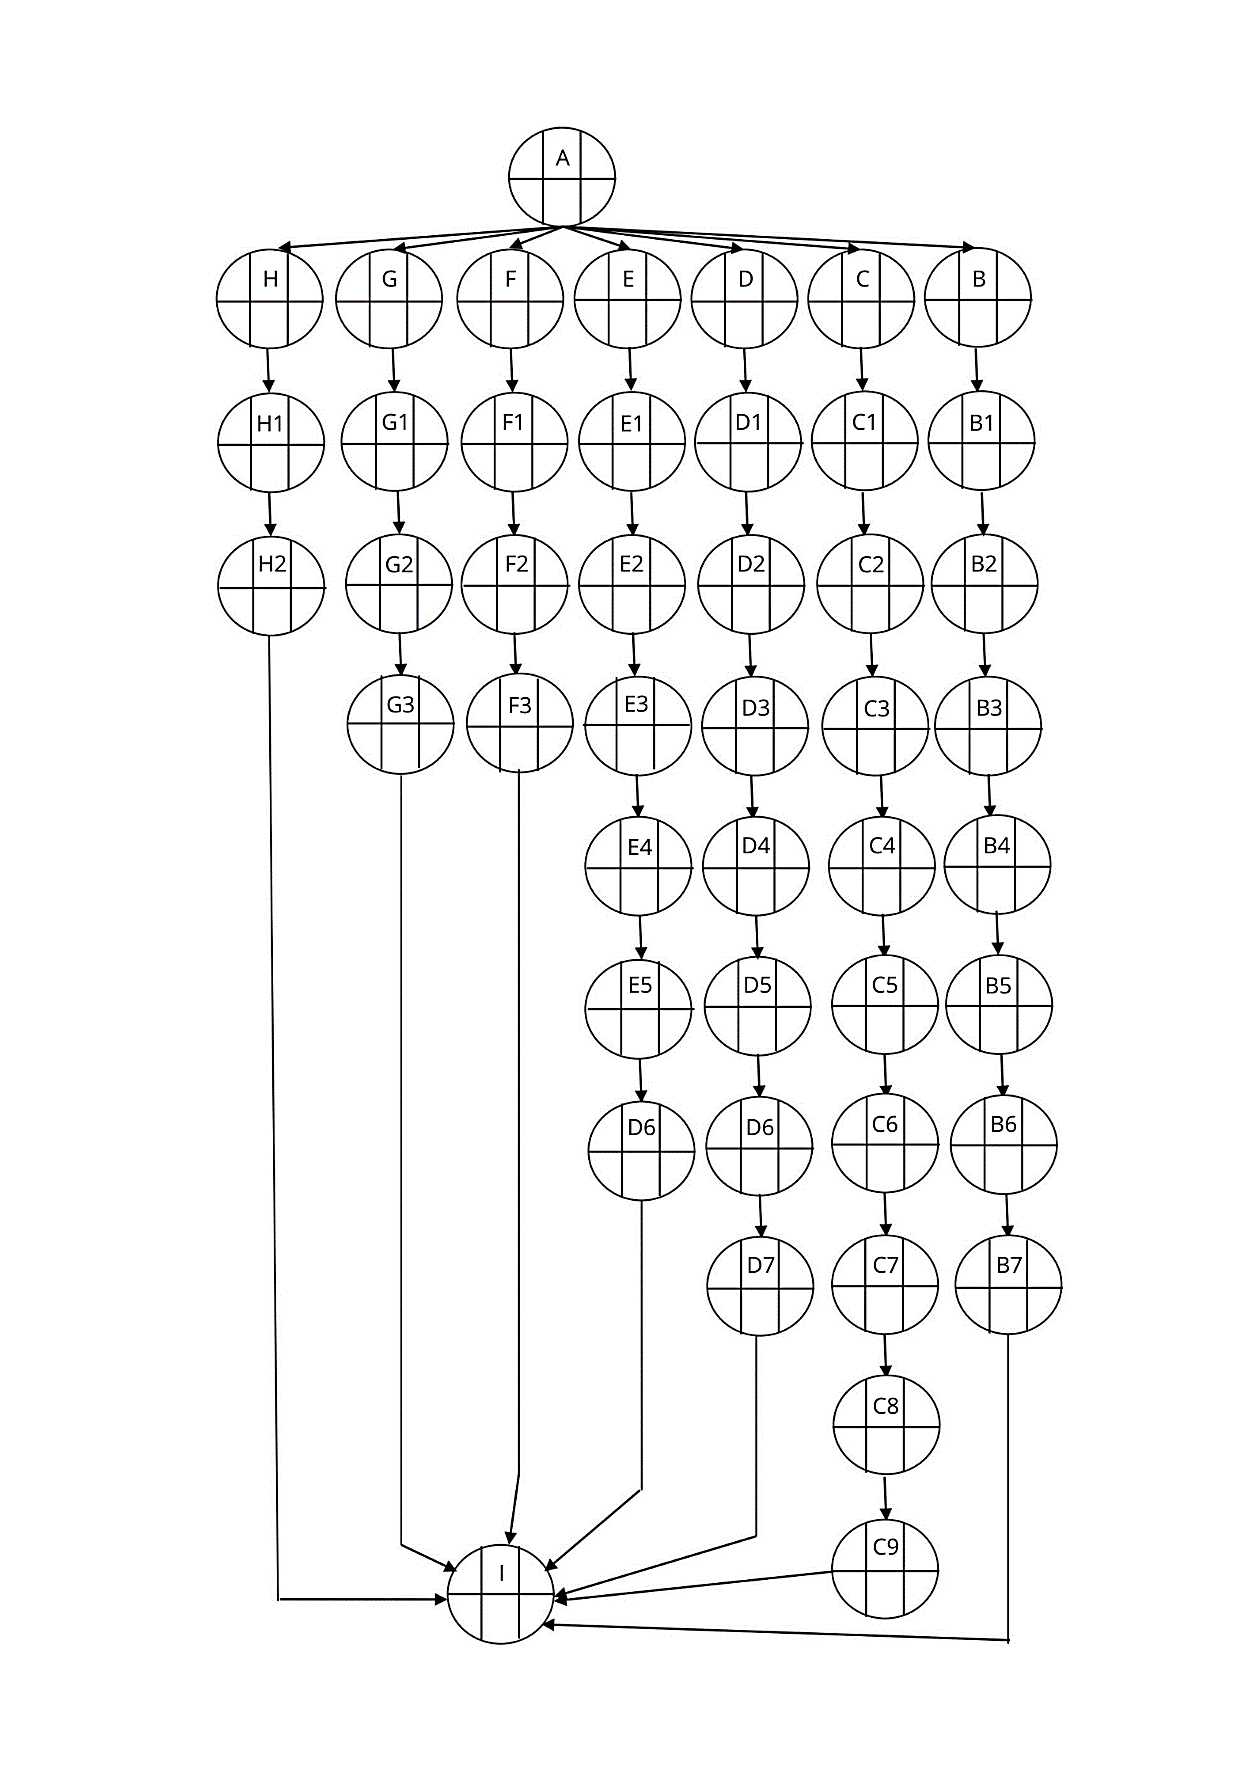 A
H G F E D C B
H1 G1 F1 E1 D1 C1 B1
H2 G2 F2 E2 D2 C2 B2
G3 F3 E3 D3 C3 B3
E4 D4 C4 B4
E5 D5 C5 B5
D6 D6 C6 B6
D7 C7 B7
C8
C9
I